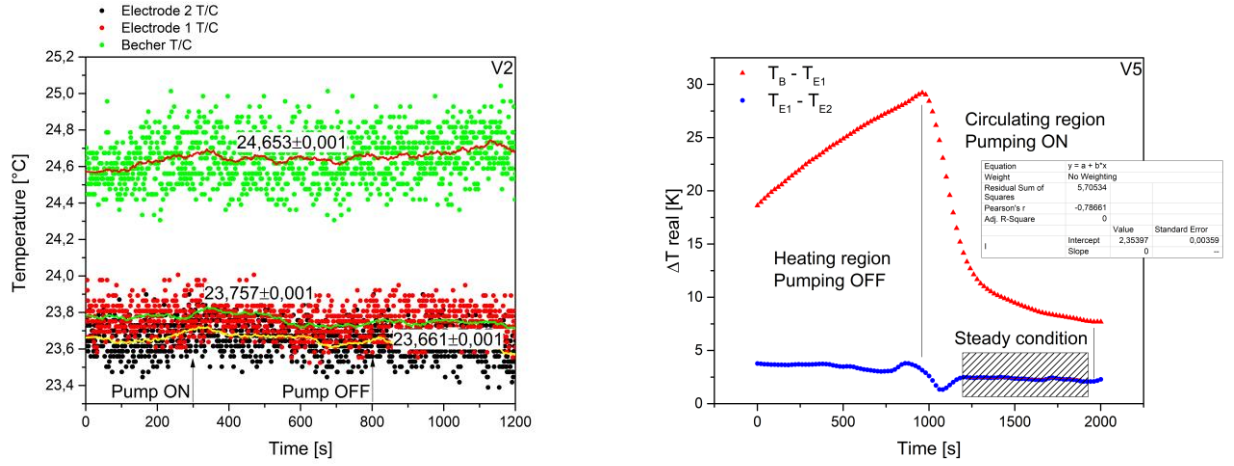 Electrode 2 T/C
Electrode 1 T/C
Becher T/C
V2
25,2
25,0
24,8
24,6
24,4
24,2
24,0
23,8
23,6
23,4
Temperature [°C]
24,653±0,001
23,757±0,001
23,661±0,001
Pump ON
Pump OFF
0 200 400 600 800 1000 1200
Time [s]
V5
T_B - T_E1
T_E1 - T_E2
30
25
20
15
10
5
0
ΔT real [K]
Circulating region
Pumping ON
Equation y = a + b*x
Weight No Weighting
Residual Sum of Squares 5,70534
Pearson's r -0,78661
Adj. R-Square 0
Value Standard Error
I Intercept 2,35397 0,00359
Slope 0 --
Heating region
Pumping OFF
Steady condition
0 500 1000 1500 2000
Time [s]